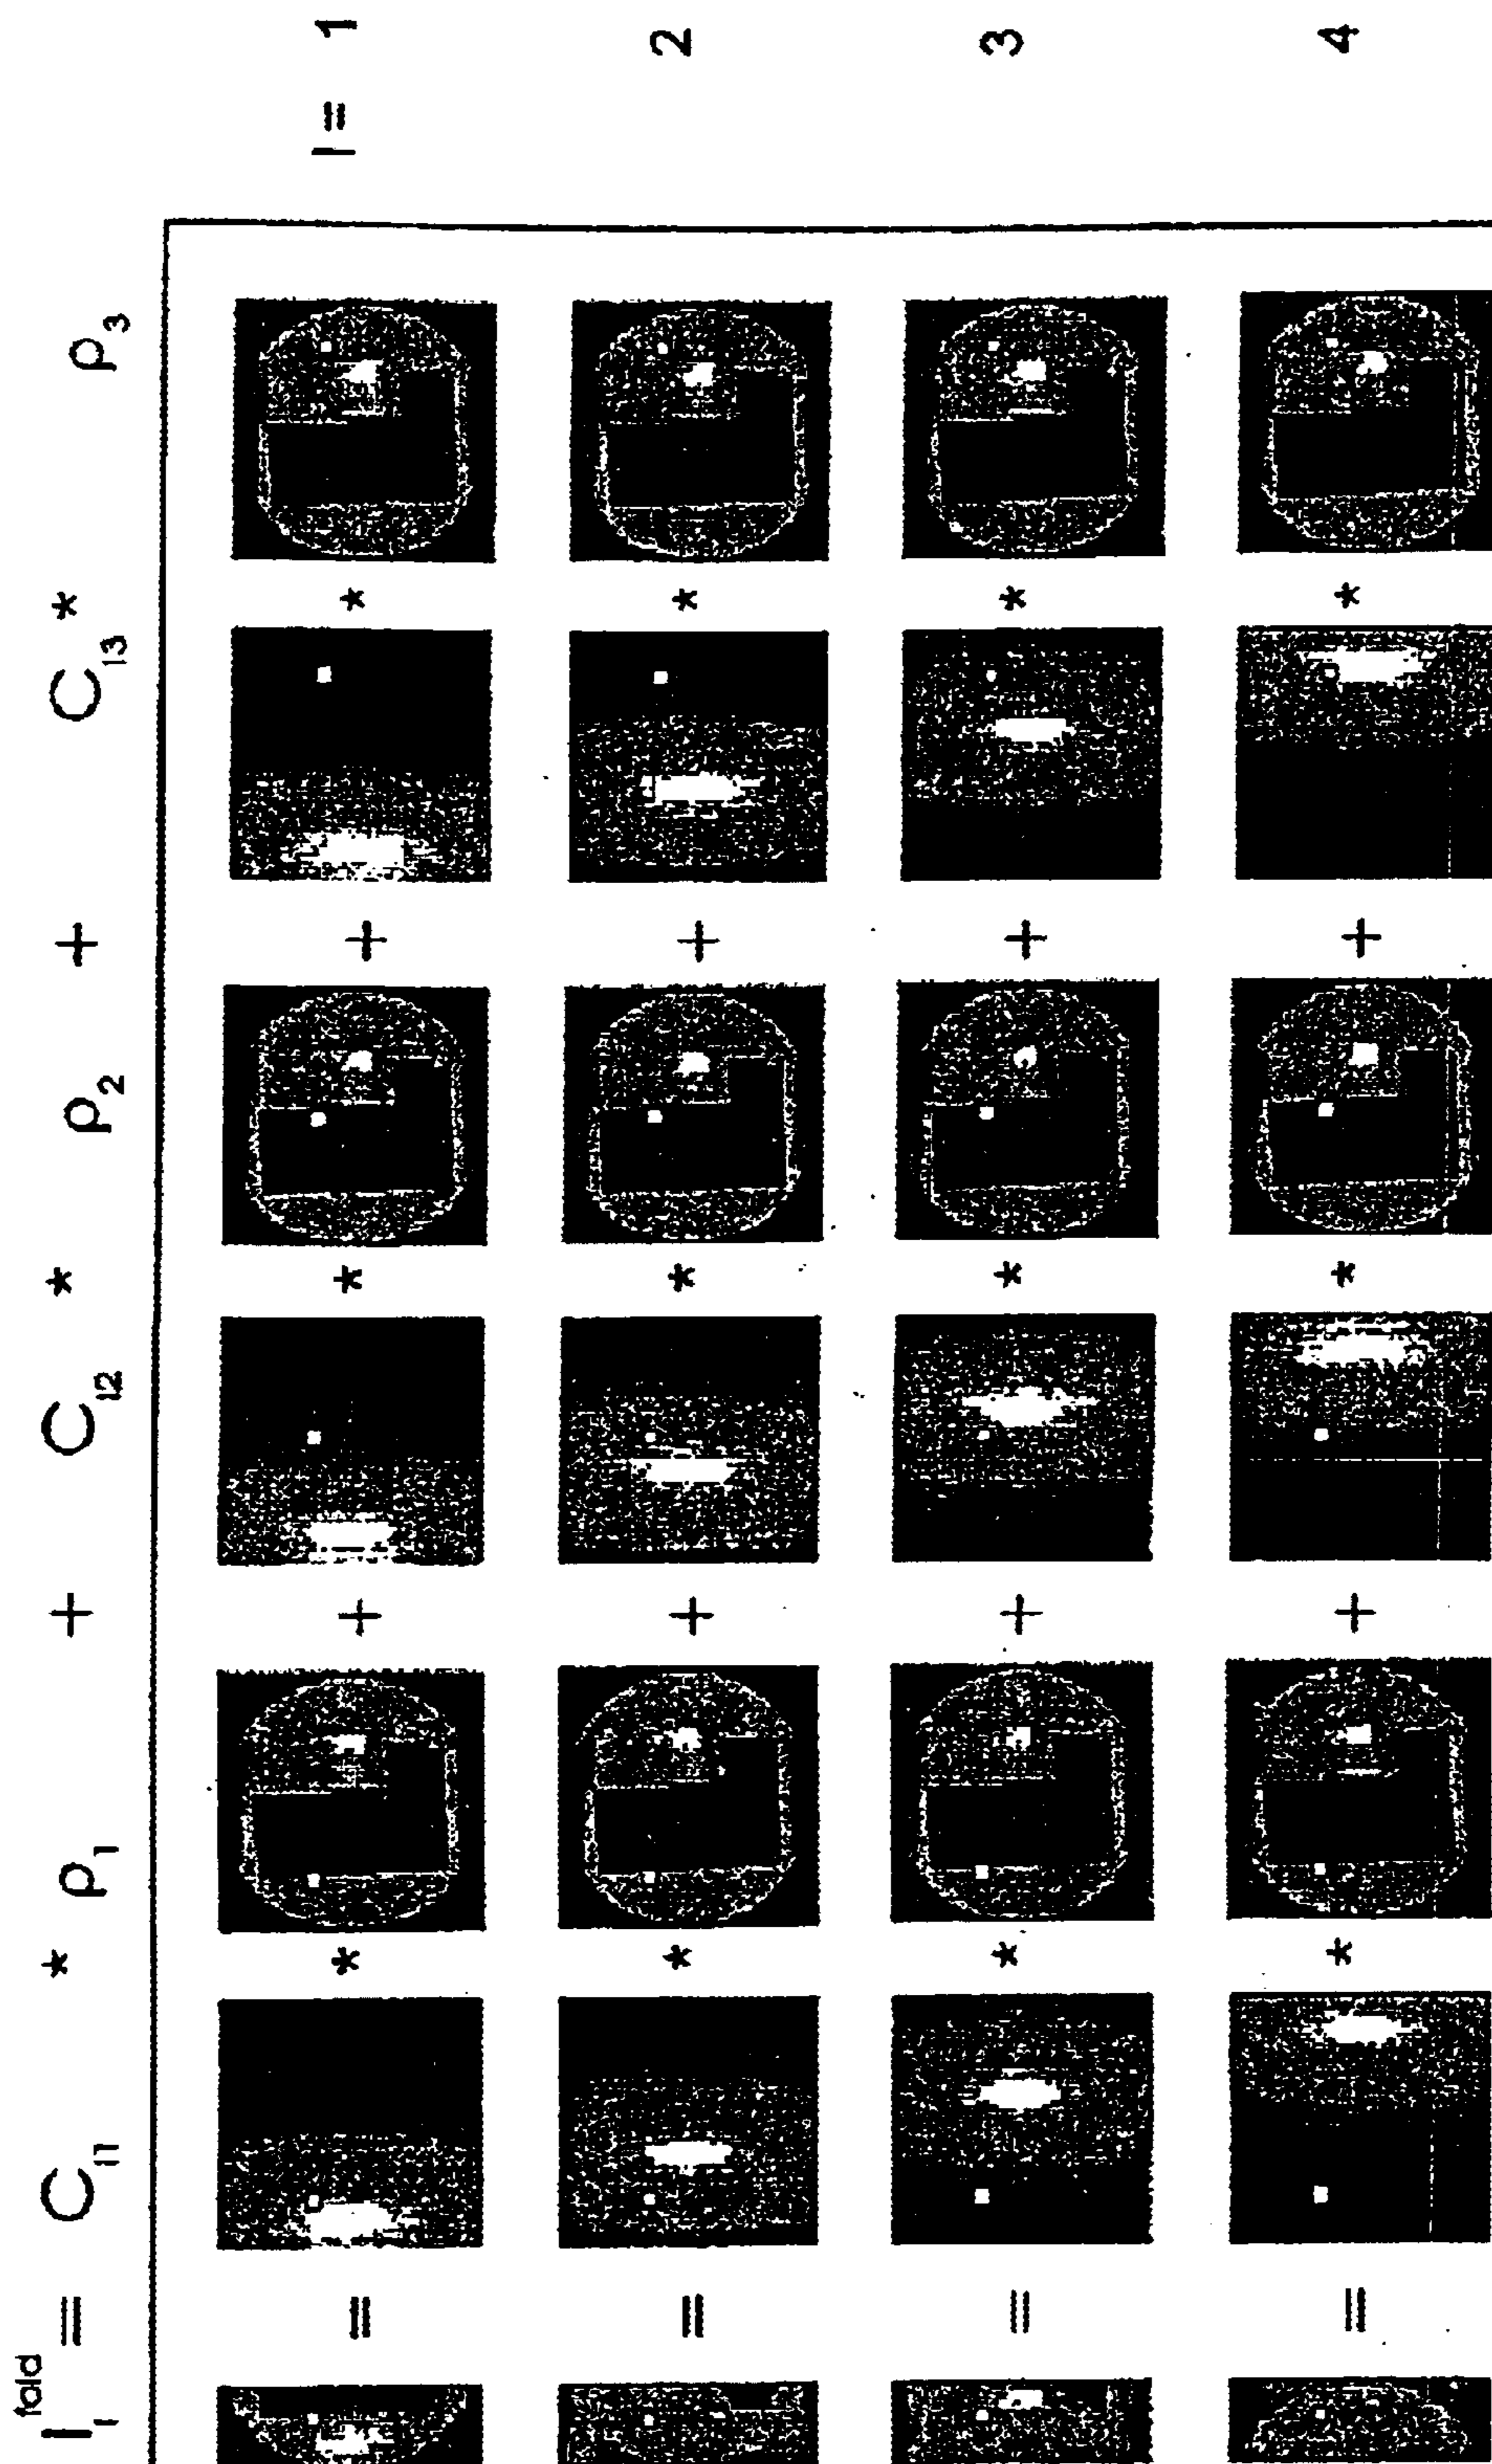 I_l^fold = C_l1 * ρ_1 + C_l2 * ρ_2 + C_l3 * ρ_3
= * + * + * l = 1
= * + * + * 2
= * + * + * 3
= * + * + * 4